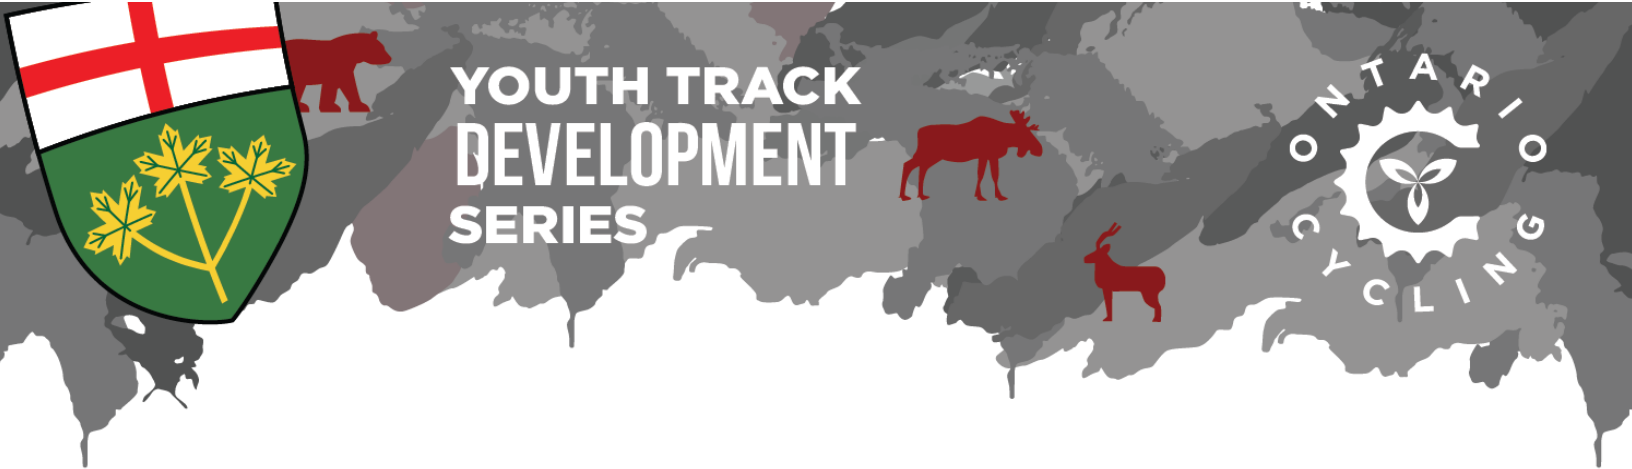 YOUTH TRACK
DEVELOPMENT
SERIES
ONTARIO
CYCLING